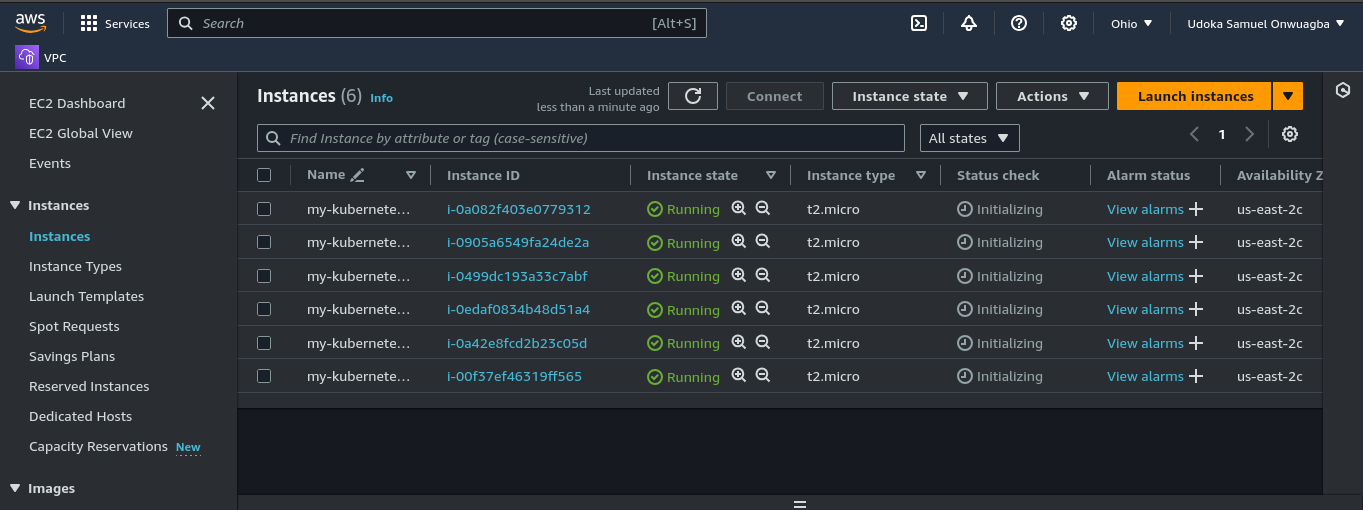 aws Services Search [Alt+S] Ohio Udoka Samuel Onwuagba
VPC
EC2 Dashboard
EC2 Global View
Events
Instances
Instances
Instance Types
Launch Templates
Spot Requests
Savings Plans
Reserved Instances
Dedicated Hosts
Capacity Reservations New
Images
Instances (6) Info
Last updated
less than a minute ago
Connect Instance state Actions Launch instances
Find Instance by attribute or tag (case-sensitive) All states 1
Name Instance ID Instance state Instance type Status check Alarm status Availability Z
my-kubernete... i-0a082f403e0779312 Running t2.micro Initializing View alarms us-east-2c
my-kubernete... i-0905a6549fa24de2a Running t2.micro Initializing View alarms us-east-2c
my-kubernete... i-0499dc193a33c7abf Running t2.micro Initializing View alarms us-east-2c
my-kubernete... i-0edaf0834b48d51a4 Running t2.micro Initializing View alarms us-east-2c
my-kubernete... i-0a42e8fcd2b23c05d Running t2.micro Initializing View alarms us-east-2c
my-kubernete... i-00f37ef46319ff565 Running t2.micro Initializing View alarms us-east-2c